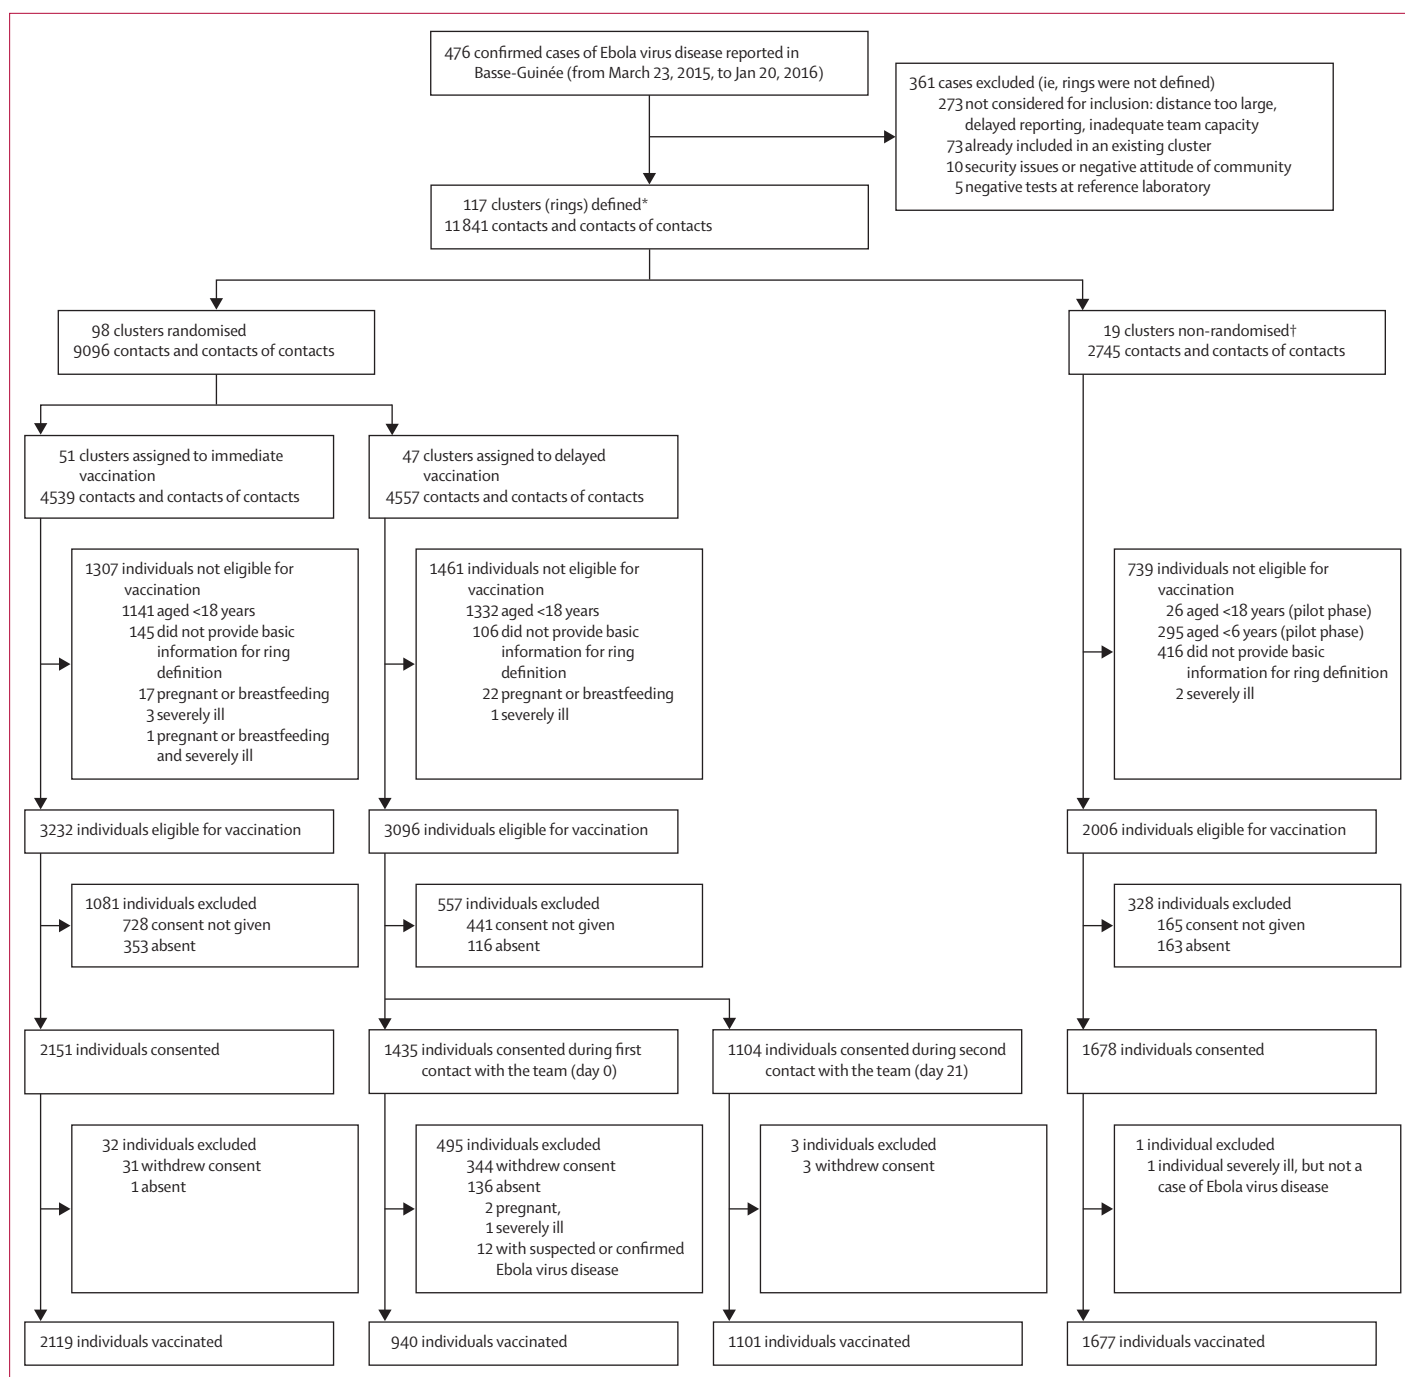 476 confirmed cases of Ebola virus disease reported in
Basse-Guinée (from March 23, 2015, to Jan 20, 2016)
361 cases excluded (ie, rings were not defined)
273 not considered for inclusion: distance too large,
delayed reporting, inadequate team capacity
73 already included in an existing cluster
10 security issues or negative attitude of community
5 negative tests at reference laboratory
117 clusters (rings) defined*
11 841 contacts and contacts of contacts
98 clusters randomised
9096 contacts and contacts of contacts
19 clusters non-randomised†
2745 contacts and contacts of contacts
51 clusters assigned to immediate
vaccination
4539 contacts and contacts of contacts
47 clusters assigned to delayed
vaccination
4557 contacts and contacts of contacts
1307 individuals not eligible for
vaccination
1141 aged <18 years
145 did not provide basic
information for ring
definition
17 pregnant or breastfeeding
3 severely ill
1 pregnant or breastfeeding
and severely ill
1461 individuals not eligible for
vaccination
1332 aged <18 years
106 did not provide basic
information for ring
definition
22 pregnant or breastfeeding
1 severely ill
739 individuals not eligible for
vaccination
26 aged <18 years (pilot phase)
295 aged <6 years (pilot phase)
416 did not provide basic
information for ring definition
2 severely ill
3232 individuals eligible for vaccination
3096 individuals eligible for vaccination
2006 individuals eligible for vaccination
1081 individuals excluded
728 consent not given
353 absent
557 individuals excluded
441 consent not given
116 absent
328 individuals excluded
165 consent not given
163 absent
2151 individuals consented
1435 individuals consented during first
contact with the team (day 0)
1104 individuals consented during second
contact with the team (day 21)
1678 individuals consented
32 individuals excluded
31 withdrew consent
1 absent
495 individuals excluded
344 withdrew consent
136 absent
2 pregnant,
1 severely ill
12 with suspected or confirmed
Ebola virus disease
3 individuals excluded
3 withdrew consent
1 individual excluded
1 individual severely ill, but not a
case of Ebola virus disease
2119 individuals vaccinated
940 individuals vaccinated
1101 individuals vaccinated
1677 individuals vaccinated